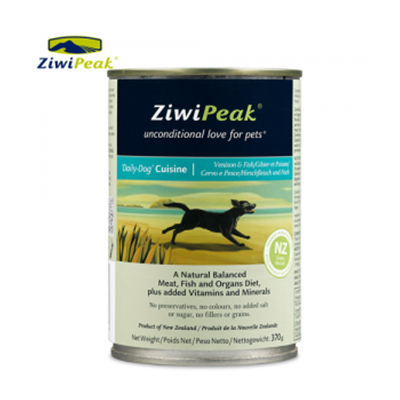 ZiwiPeak®
ZiwiPeak®
unconditional love for pets+
'Daily-Dog' Cuisine
Venison & Fish/Gibier et Poisson/
Cervo e Pesce/Hirschfleisch und Fisch
NZ
A Natural Balanced
Meat, Fish and Organs Diet,
plus added Vitamins and Minerals
No preservatives, no colours, no added salt
or sugar, no fillers or grains.
Product of New Zealand / Produit de la Nouvelle Zealande
Net Weight / Poids Net / Peso Netto / Nettogewicht: 370g